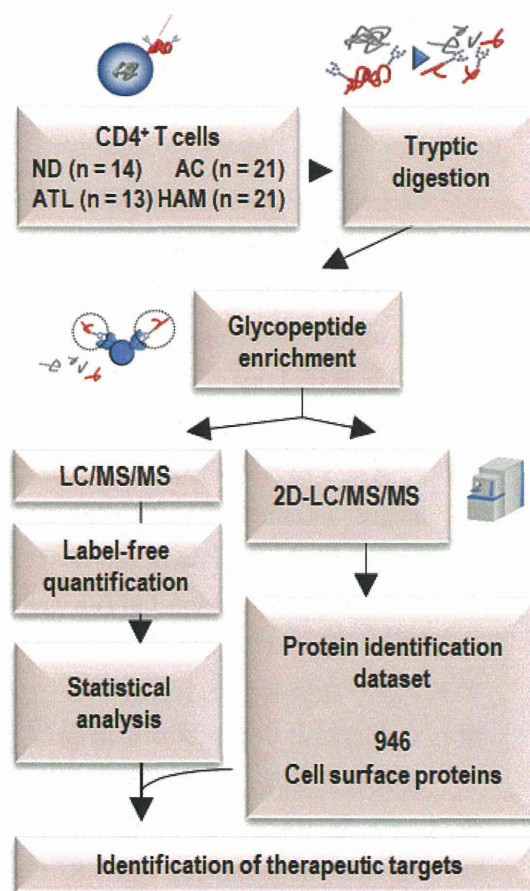 CD4⁺ T cells
ND (n = 14) AC (n = 21)
ATL (n = 13) HAM (n = 21)
Tryptic
digestion
Glycopeptide
enrichment
LC/MS/MS
2D-LC/MS/MS
Label-free
quantification
Protein identification
dataset
946
Cell surface proteins
Statistical
analysis
Identification of therapeutic targets